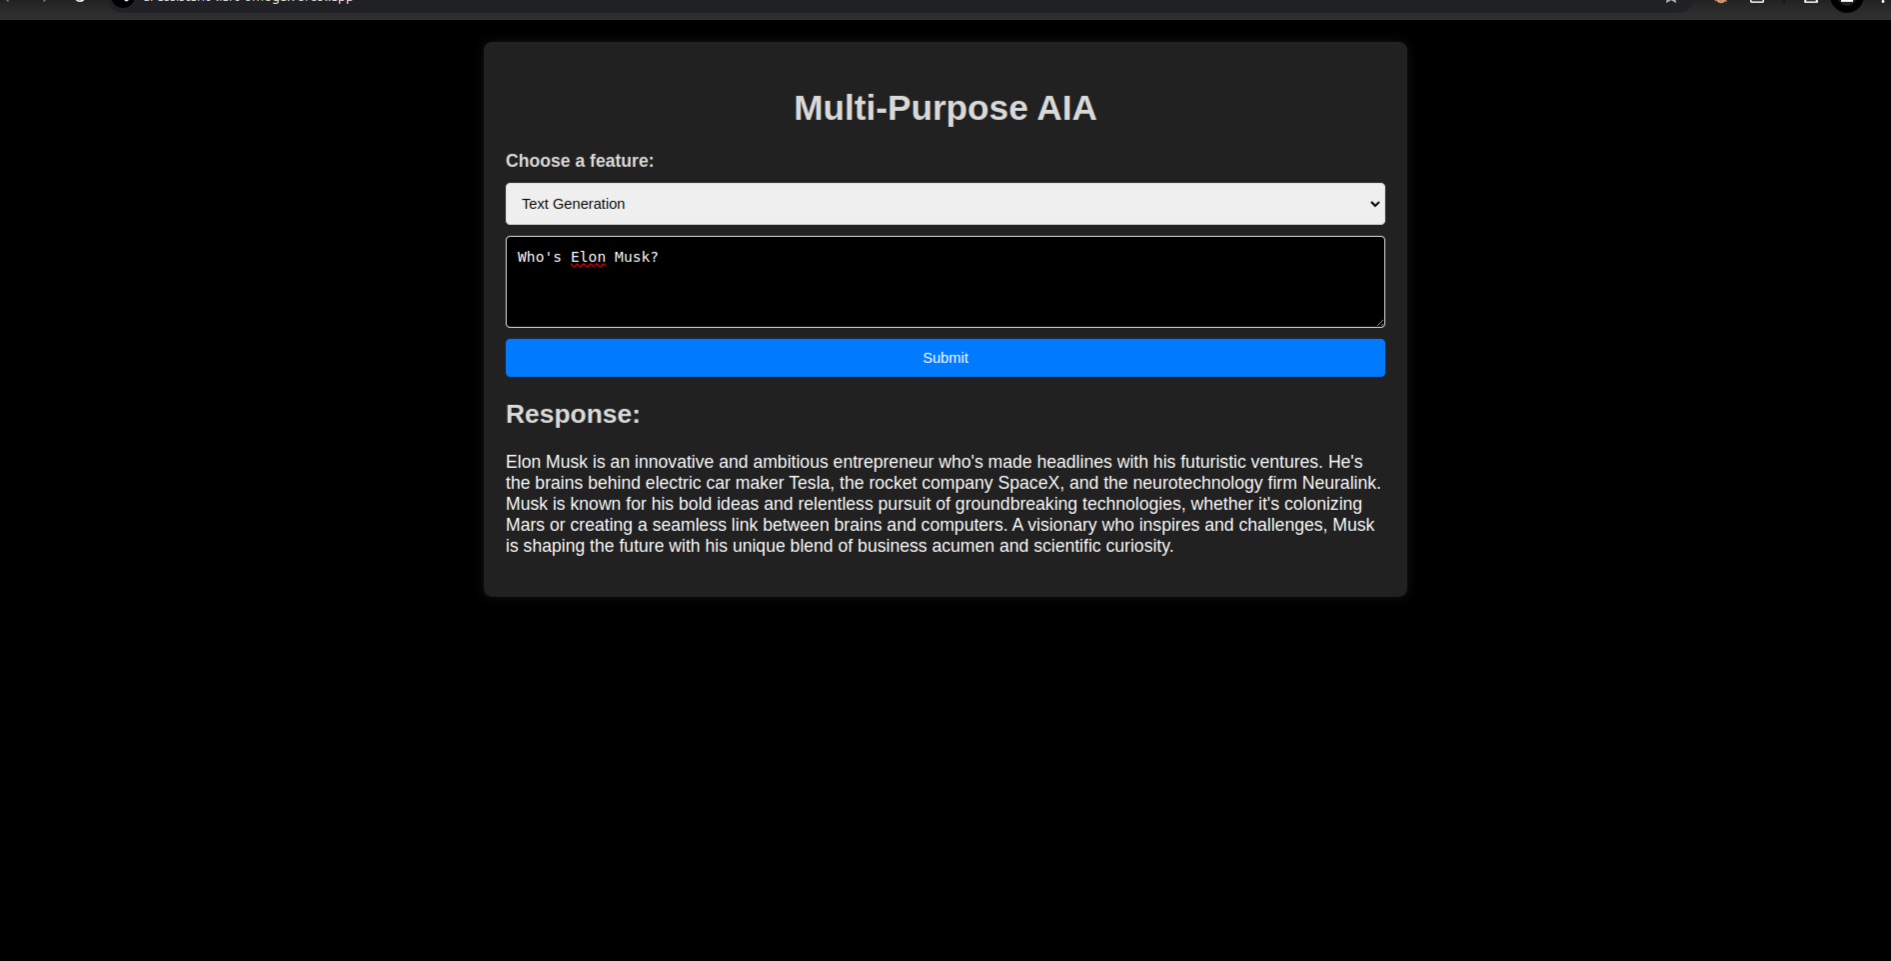 Multi-Purpose AIA
Choose a feature:
Text Generation
Who's Elon Musk?
Submit
Response:
Elon Musk is an innovative and ambitious entrepreneur who's made headlines with his futuristic ventures. He's
the brains behind electric car maker Tesla, the rocket company SpaceX, and the neurotechnology firm Neuralink.
Musk is known for his bold ideas and relentless pursuit of groundbreaking technologies, whether it's colonizing
Mars or creating a seamless link between brains and computers. A visionary who inspires and challenges, Musk
is shaping the future with his unique blend of business acumen and scientific curiosity.